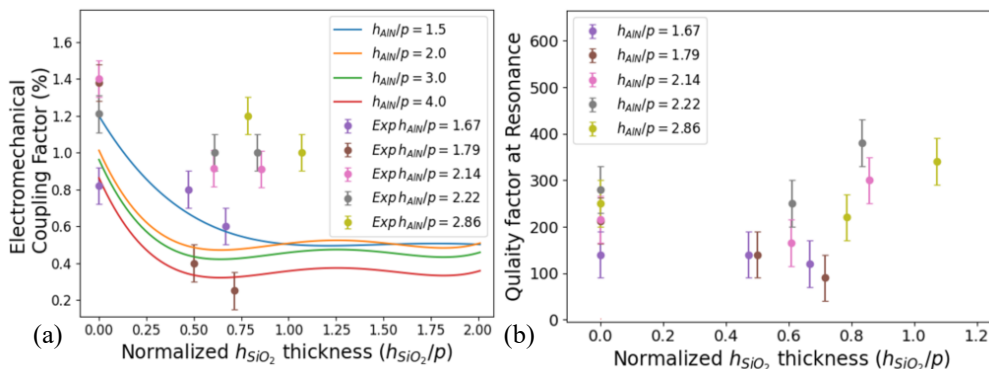 Electromechanical
Coupling Factor (%)
1.6
1.4
1.2
1.0
0.8
0.6
0.4
0.2
h_AlN/p = 1.5
h_AlN/p = 2.0
h_AlN/p = 3.0
h_AlN/p = 4.0
Exp h_AlN/p = 1.67
Exp h_AlN/p = 1.79
Exp h_AlN/p = 2.14
Exp h_AlN/p = 2.22
Exp h_AlN/p = 2.86
0.00 0.25 0.50 0.75 1.00 1.25 1.50 1.75 2.00
Normalized h_SiO₂ thickness (h_SiO₂/p)
(a)
Qulaity factor at Resonance
600
500
400
300
200
100
0
h_AlN/p = 1.67
h_AlN/p = 1.79
h_AlN/p = 2.14
h_AlN/p = 2.22
h_AlN/p = 2.86
0.0 0.2 0.4 0.6 0.8 1.0 1.2
Normalized h_SiO₂ thickness (h_SiO₂/p)
(b)